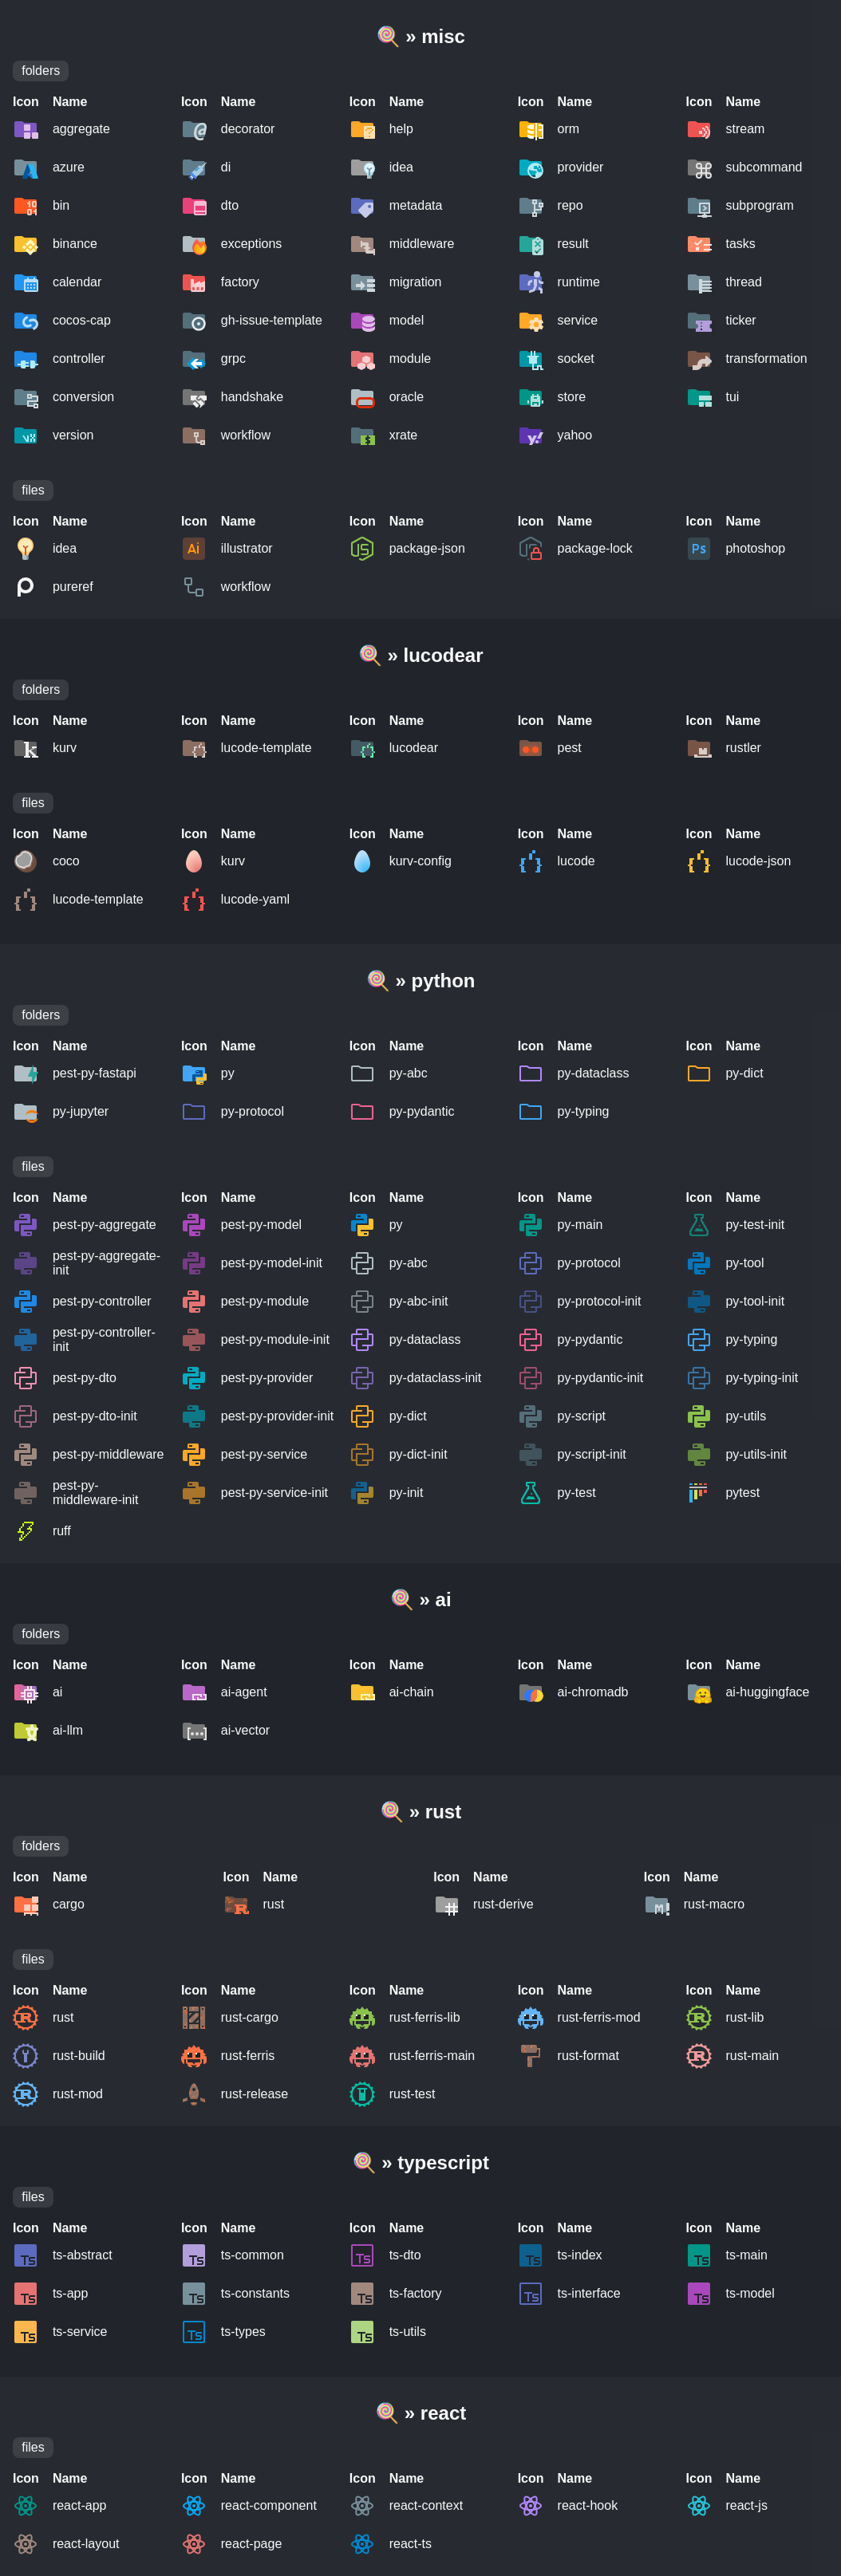 » misc
folders
Icon Name Icon Name Icon Name Icon Name Icon Name
aggregate decorator help orm stream
azure di idea provider subcommand
bin dto metadata repo subprogram
binance exceptions middleware result tasks
calendar factory migration runtime thread
cocos-cap gh-issue-template model service ticker
controller grpc module socket transformation
conversion handshake oracle store tui
version workflow xrate yahoo
files
Icon Name Icon Name Icon Name Icon Name Icon Name
idea illustrator package-json package-lock photoshop
pureref workflow
» lucodear
folders
Icon Name Icon Name Icon Name Icon Name Icon Name
kurv lucode-template lucodear pest rustler
files
Icon Name Icon Name Icon Name Icon Name Icon Name
coco kurv kurv-config lucode lucode-json
lucode-template lucode-yaml
» python
folders
Icon Name Icon Name Icon Name Icon Name Icon Name
pest-py-fastapi py py-abc py-dataclass py-dict
py-jupyter py-protocol py-pydantic py-typing
files
Icon Name Icon Name Icon Name Icon Name Icon Name
pest-py-aggregate pest-py-model py py-main py-test-init
pest-py-aggregate-
init pest-py-model-init py-abc py-protocol py-tool
pest-py-controller pest-py-module py-abc-init py-protocol-init py-tool-init
pest-py-controller-
init pest-py-module-init py-dataclass py-pydantic py-typing
pest-py-dto pest-py-provider py-dataclass-init py-pydantic-init py-typing-init
pest-py-dto-init pest-py-provider-init py-dict py-script py-utils
pest-py-middleware pest-py-service py-dict-init py-script-init py-utils-init
pest-py-
middleware-init pest-py-service-init py-init py-test pytest
ruff
» ai
folders
Icon Name Icon Name Icon Name Icon Name Icon Name
ai ai-agent ai-chain ai-chromadb ai-huggingface
ai-llm ai-vector
» rust
folders
Icon Name Icon Name Icon Name Icon Name
cargo rust rust-derive rust-macro
files
Icon Name Icon Name Icon Name Icon Name Icon Name
rust rust-cargo rust-ferris-lib rust-ferris-mod rust-lib
rust-build rust-ferris rust-ferris-main rust-format rust-main
rust-mod rust-release rust-test
» typescript
files
Icon Name Icon Name Icon Name Icon Name Icon Name
Ts ts-abstract Ts ts-common Ts ts-dto Ts ts-index Ts ts-main
Ts ts-app Ts ts-constants Ts ts-factory Ts ts-interface Ts ts-model
Ts ts-service Ts ts-types Ts ts-utils
» react
files
Icon Name Icon Name Icon Name Icon Name Icon Name
react-app react-component react-context react-hook react-js
react-layout react-page react-ts